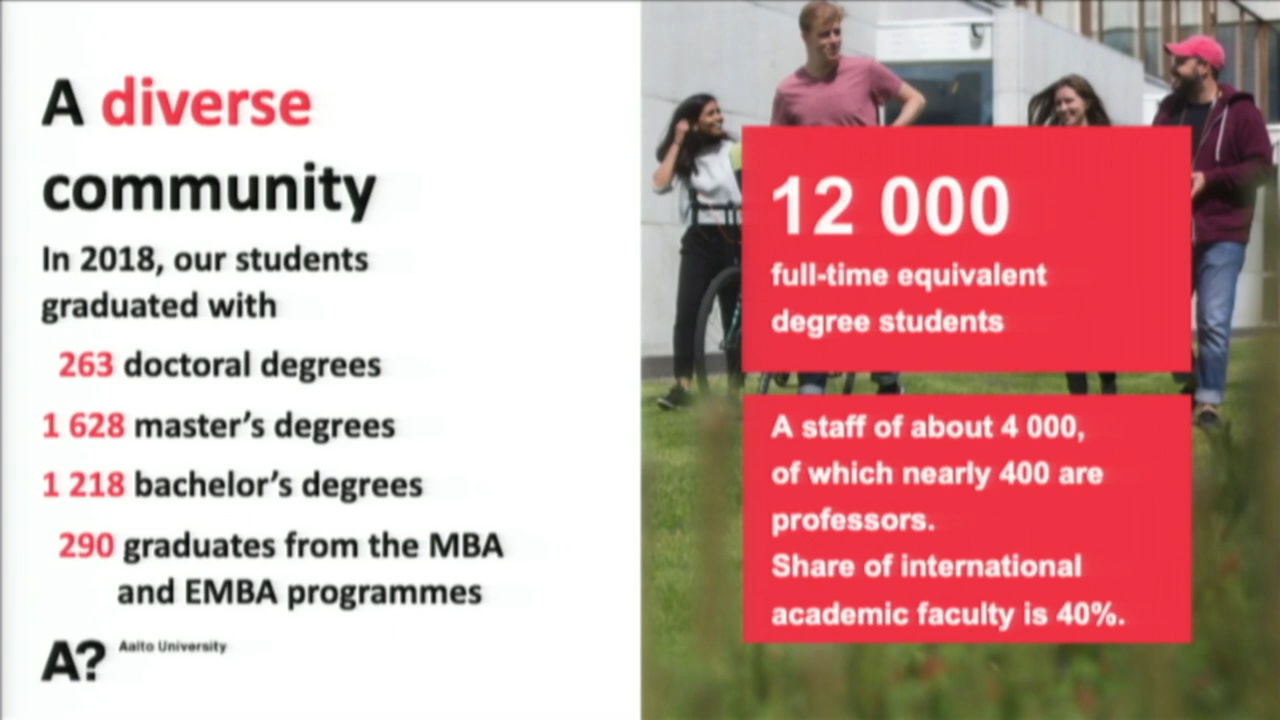 A diverse
community
In 2018, our students
graduated with
263 doctoral degrees
1 628 master's degrees
1 218 bachelor's degrees
290 graduates from the MBA
and EMBA programmes
A? Aalto University
12 000
full-time equivalent
degree students
A staff of about 4 000,
of which nearly 400 are
professors.
Share of international
academic faculty is 40%.